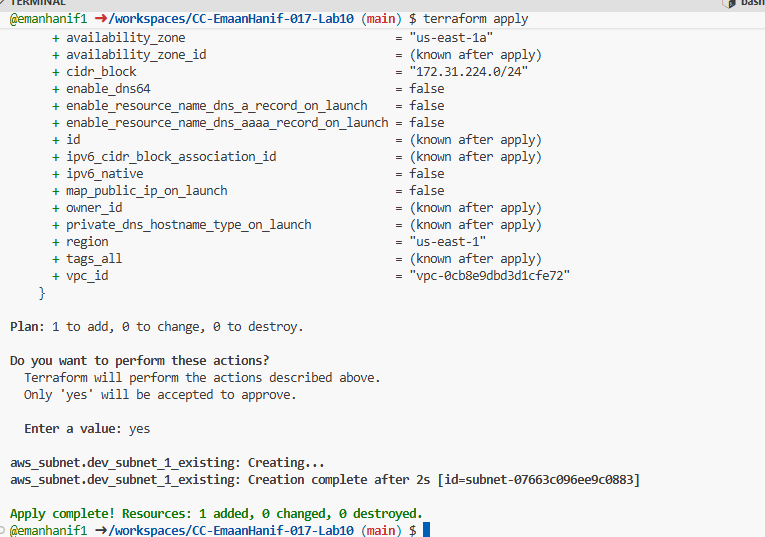 TERMINAL
bash
@emanhanif1 ➜/workspaces/CC-EmaanHanif-017-Lab10 (main) $ terraform apply
+ availability_zone = "us-east-1a"
+ availability_zone_id = (known after apply)
+ cidr_block = "172.31.224.0/24"
+ enable_dns64 = false
+ enable_resource_name_dns_a_record_on_launch = false
+ enable_resource_name_dns_aaaa_record_on_launch = false
+ id = (known after apply)
+ ipv6_cidr_block_association_id = (known after apply)
+ ipv6_native = false
+ map_public_ip_on_launch = false
+ owner_id = (known after apply)
+ private_dns_hostname_type_on_launch = (known after apply)
+ region = "us-east-1"
+ tags_all = (known after apply)
+ vpc_id = "vpc-0cb8e9dbd3d1cfe72"
}
Plan: 1 to add, 0 to change, 0 to destroy.
Do you want to perform these actions?
Terraform will perform the actions described above.
Only 'yes' will be accepted to approve.
Enter a value: yes
aws_subnet.dev_subnet_1_existing: Creating...
aws_subnet.dev_subnet_1_existing: Creation complete after 2s [id=subnet-07663c096ee9c0883]
Apply complete! Resources: 1 added, 0 changed, 0 destroyed.
@emanhanif1 ➜/workspaces/CC-EmaanHanif-017-Lab10 (main) $